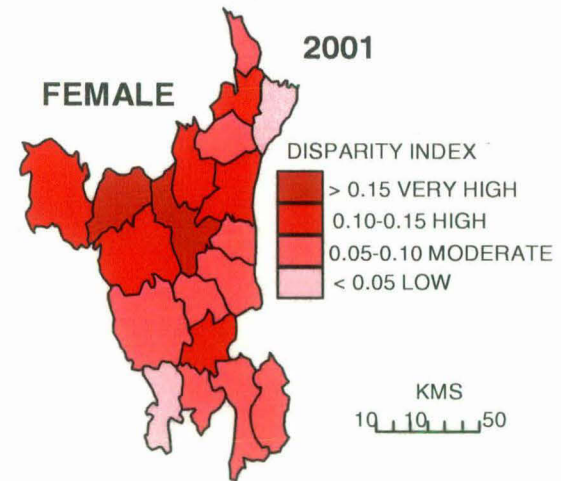 2001
FEMALE
DISPARITY INDEX
> 0.15 VERY HIGH
0.10-0.15 HIGH
0.05-0.10 MODERATE
< 0.05 LOW
KMS
10 10 50